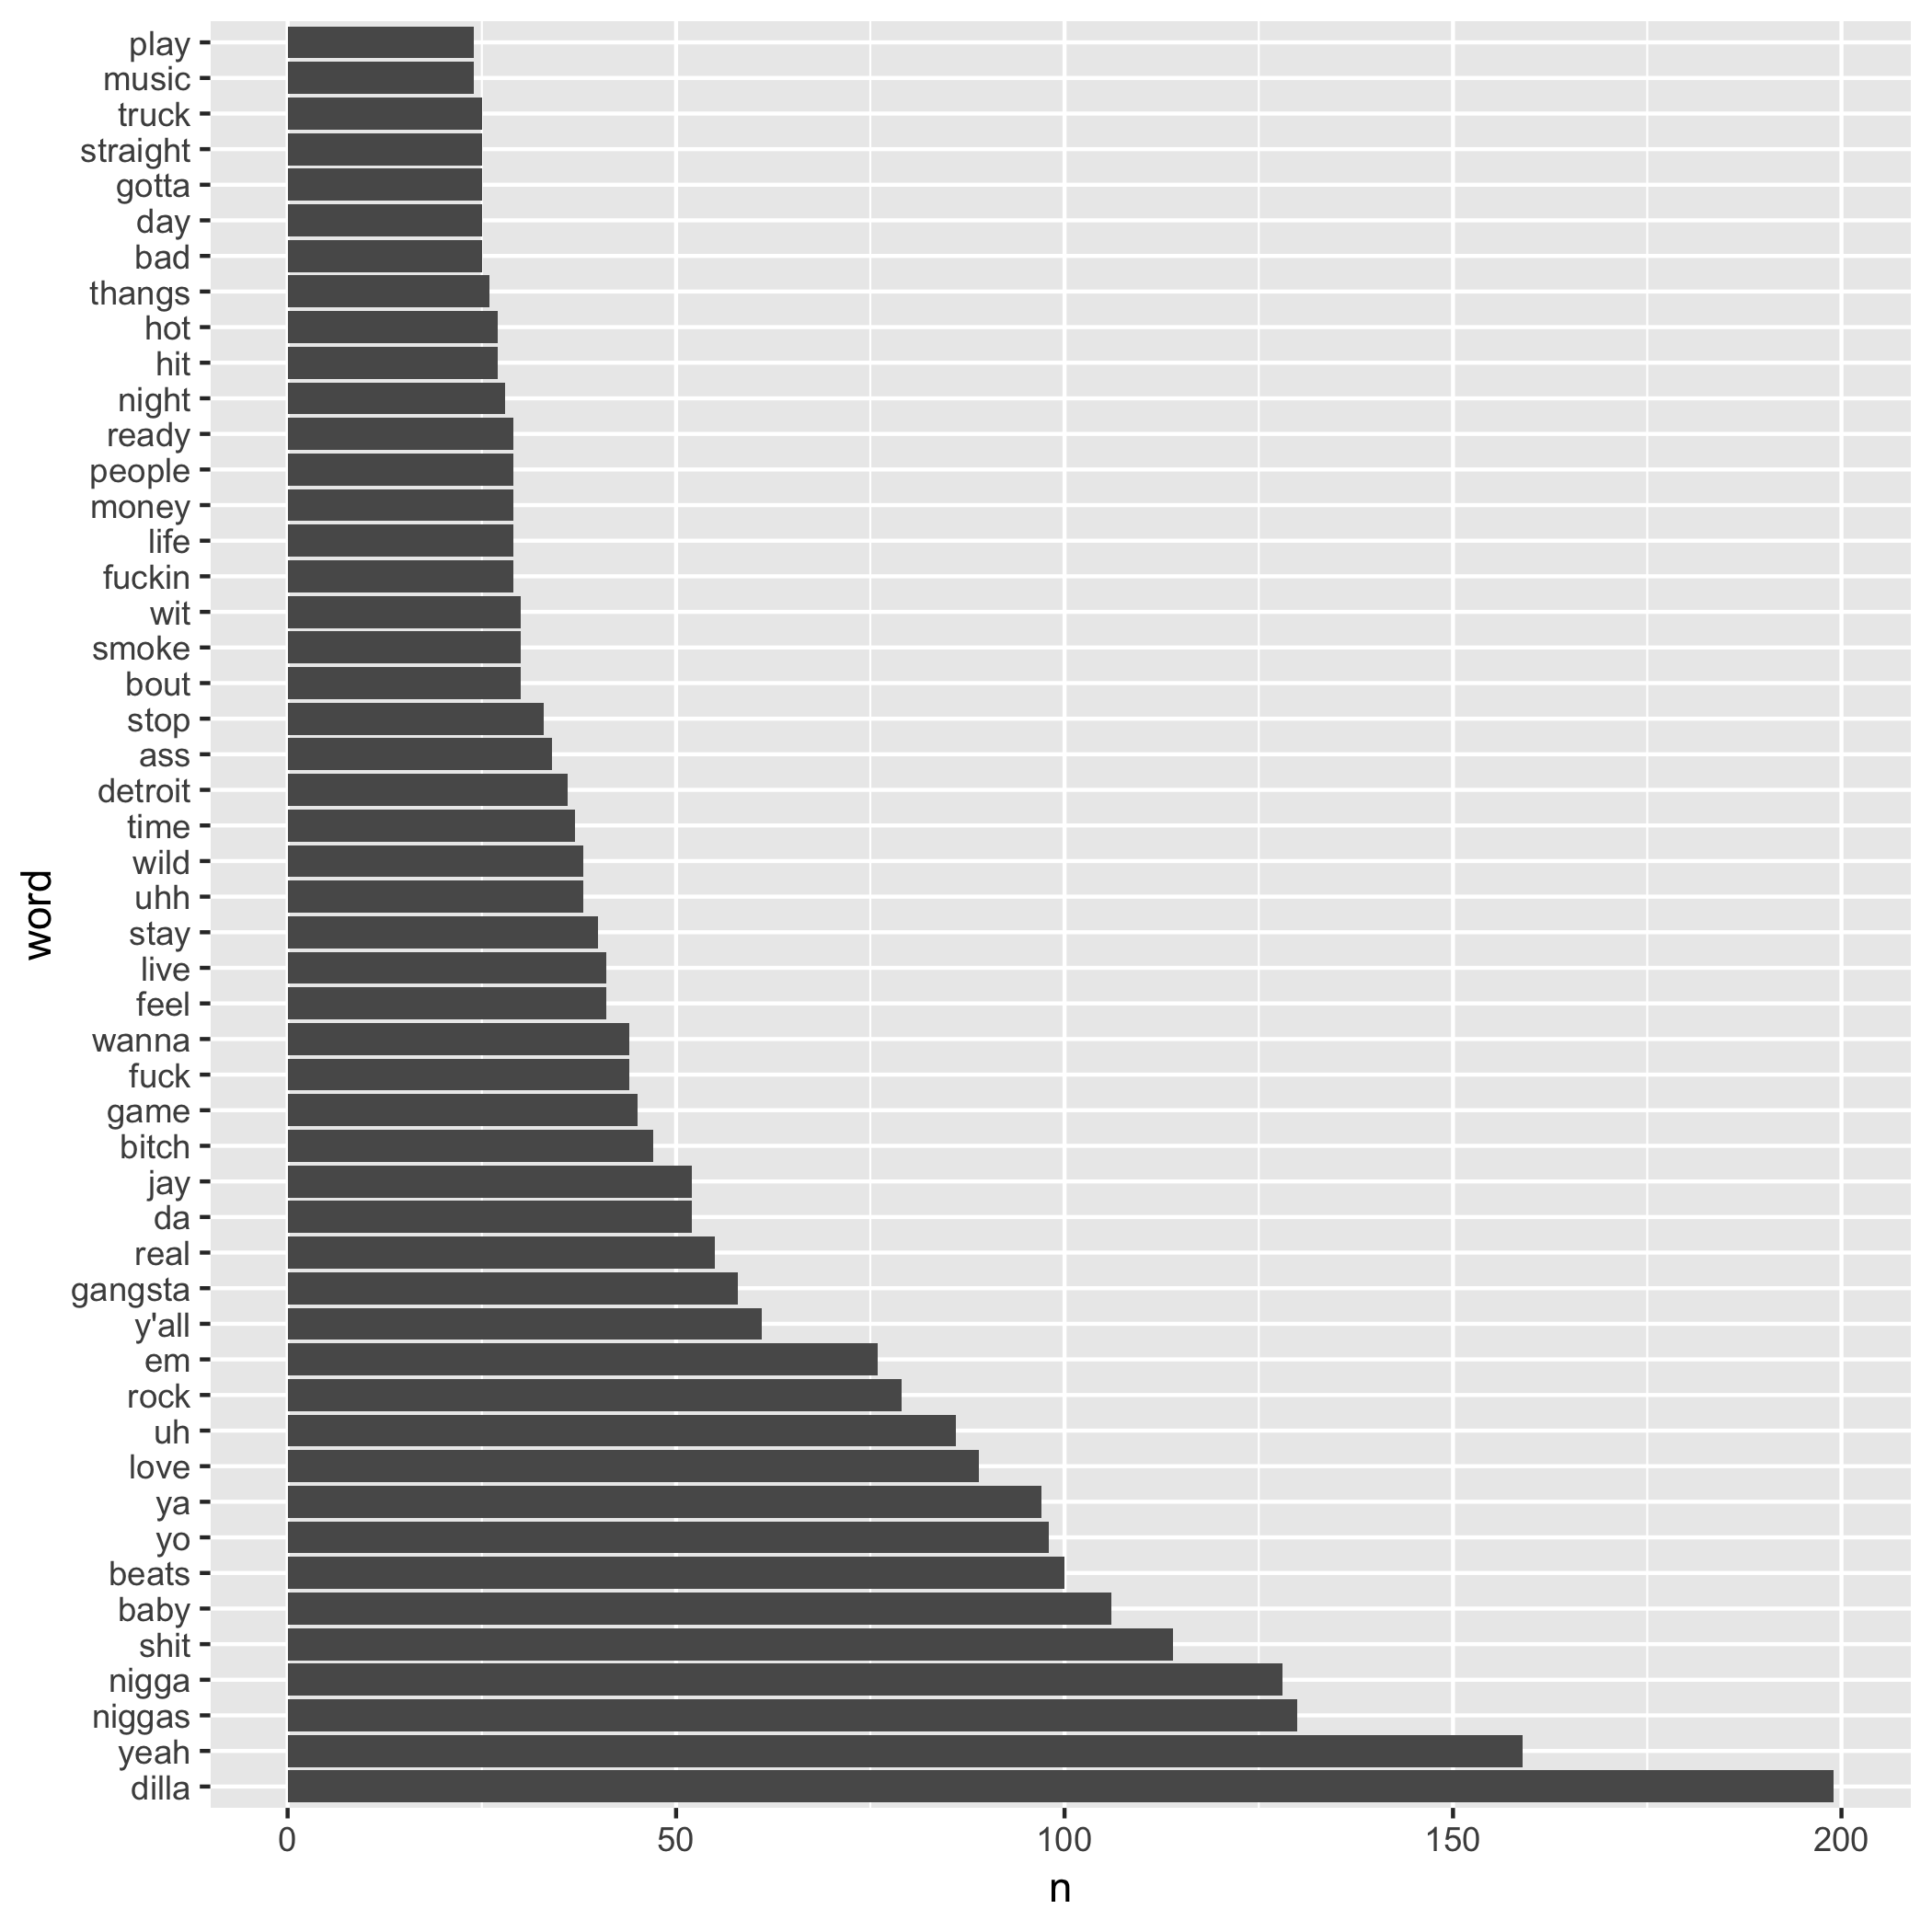 play
music
truck
straight
gotta
day
bad
thangs
hot
hit
night
ready
people
money
life
fuckin
wit
smoke
bout
stop
ass
detroit
time
wild
uhh
stay
live
feel
wanna
fuck
game
bitch
jay
da
real
gangsta
y'all
em
rock
uh
love
ya
yo
beats
baby
shit
nigga
niggas
yeah
dilla
word
0 50 100 150 200
n